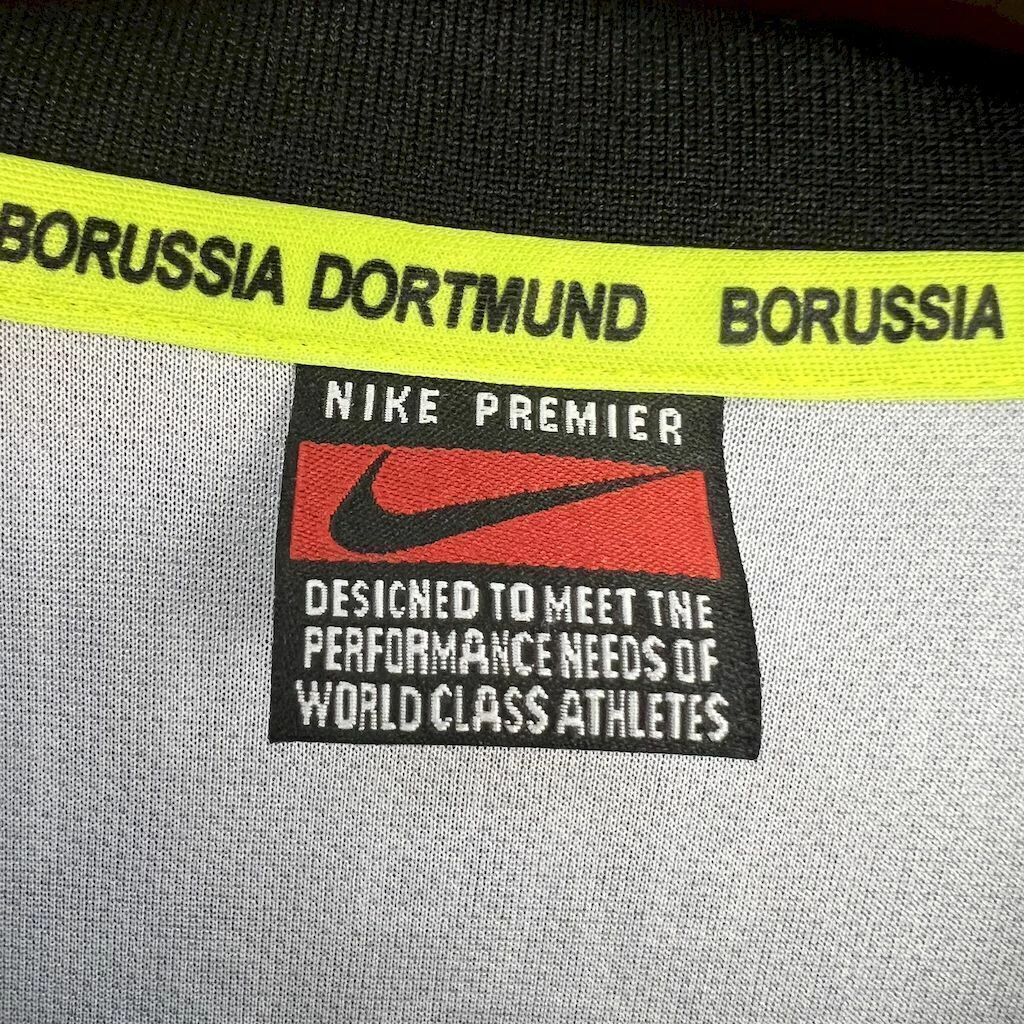 BORUSSIA DORTMUND BORUSSIA
NIKE PREMIER
DESICNED TO MEET TNE
PERFORMANCE NEEDS OF
WORLD CLASS ATHLETES